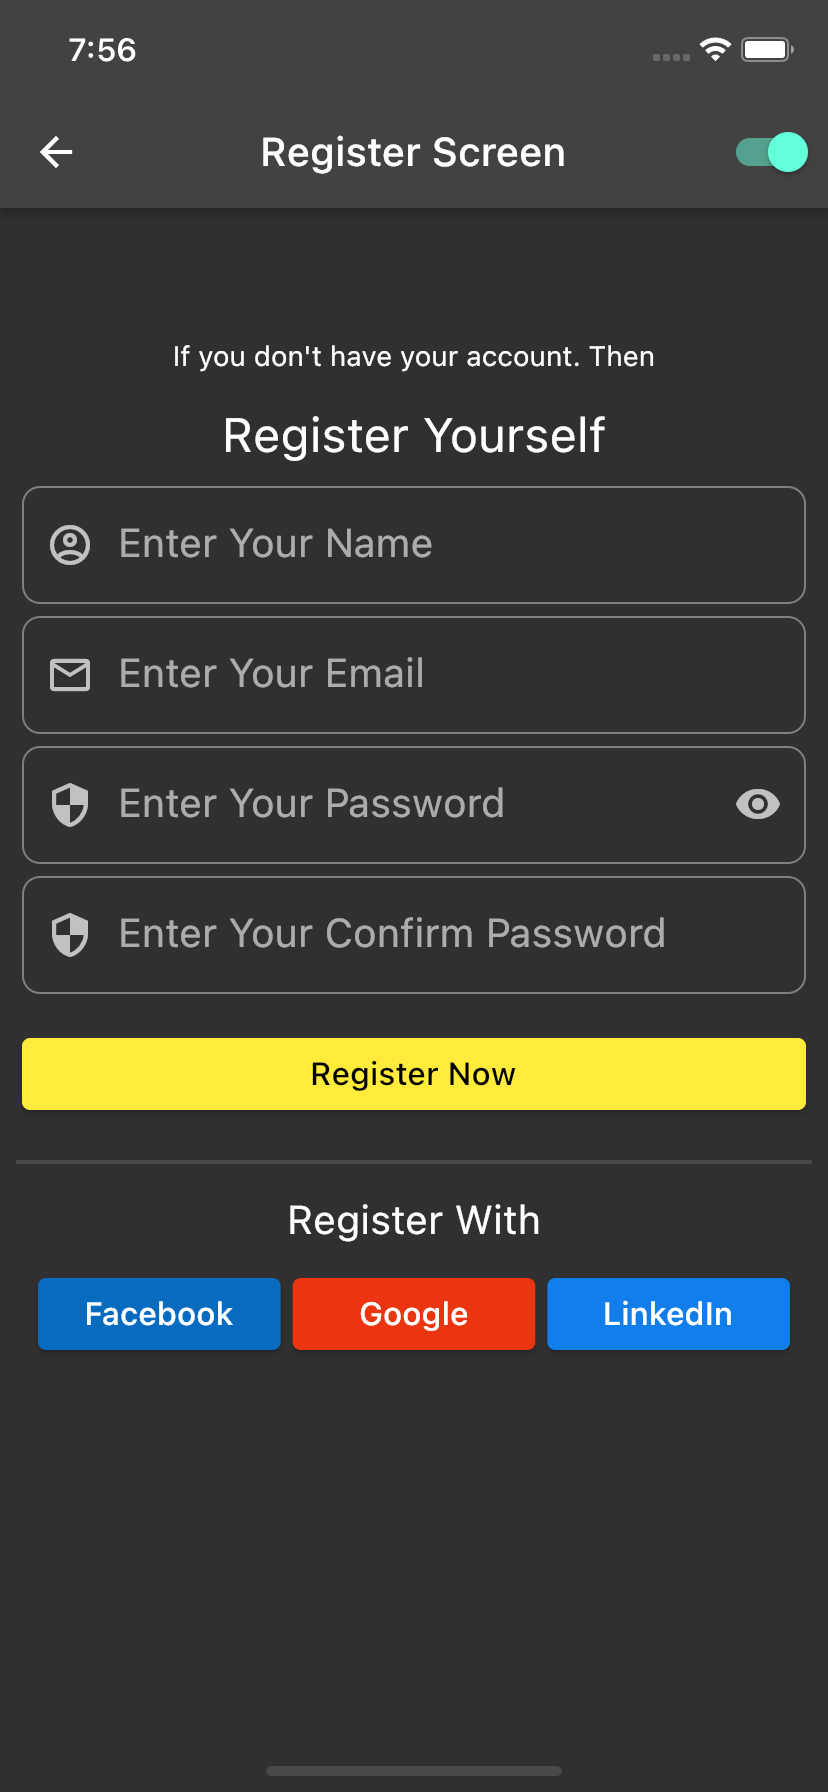 7:56
Register Screen
If you don't have your account. Then
Register Yourself
Enter Your Name
Enter Your Email
Enter Your Password
Enter Your Confirm Password
Register Now
Register With
Facebook Google LinkedIn